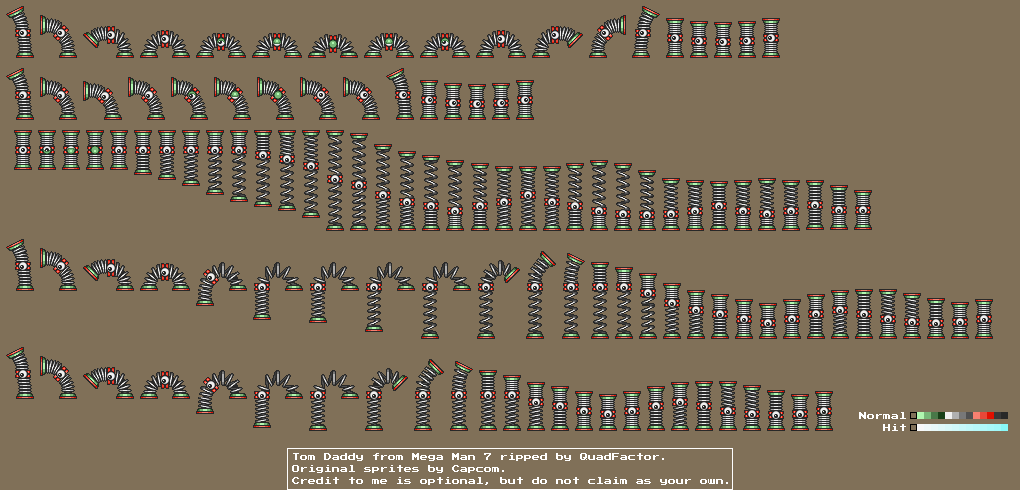 Normal
Hit
Tom Daddy from Mega Man 7 ripped by QuadFactor.
Original sprites by Capcom.
Credit to me is optional, but do not claim as your own.